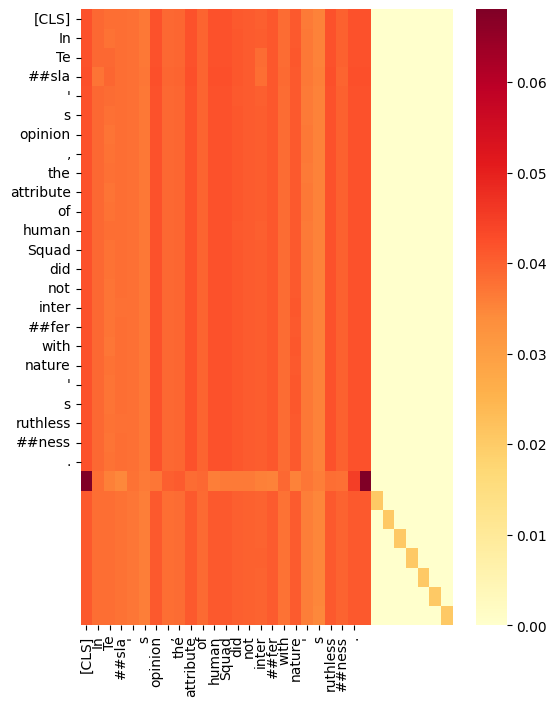 [CLS]
In
Te
##sla
'
s
opinion
,
the
attribute
of
human
Squad
did
not
inter
##fer
with
nature
'
s
ruthless
##ness
.
0.06
0.05
0.04
0.03
0.02
0.01
0.00
[CLS]
In
Te
##sla
'
s
opinion
,
the
attribute
of
human
Squad
did
not
inter
##fer
with
nature
'
s
ruthless
##ness
.